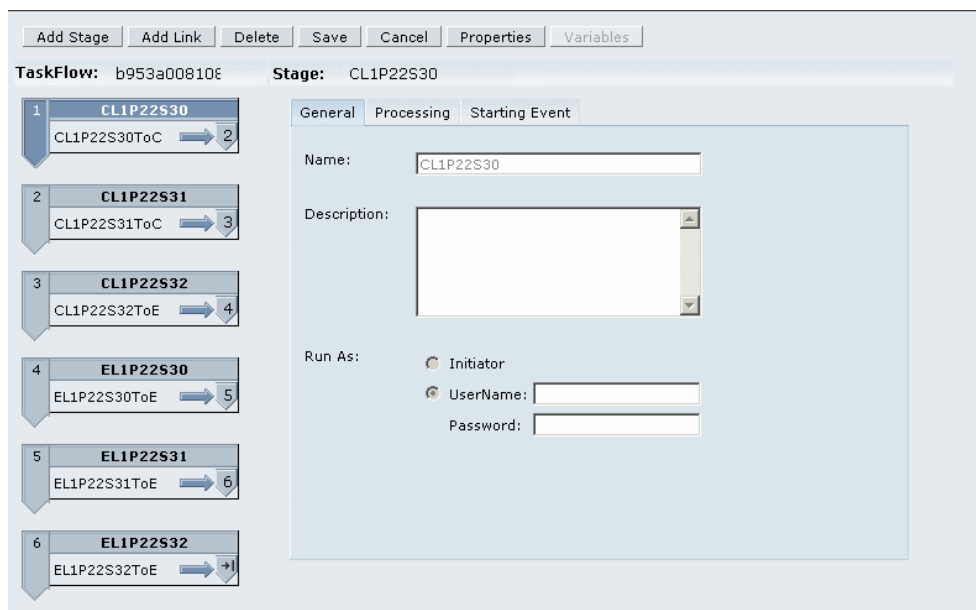 Add Stage Add Link Delete Save Cancel Properties Variables
TaskFlow: b953a008108 Stage: CL1P22S30
1 CL1P22S30
CL1P22S30ToC 2
2 CL1P22S31
CL1P22S31ToC 3
3 CL1P22S32
CL1P22S32ToE 4
4 EL1P22S30
EL1P22S30ToE 5
5 EL1P22S31
EL1P22S31ToE 6
6 EL1P22S32
EL1P22S32ToE
General Processing Starting Event
Name: CL1P22S30
Description:
Run As: Initiator
UserName:
Password: